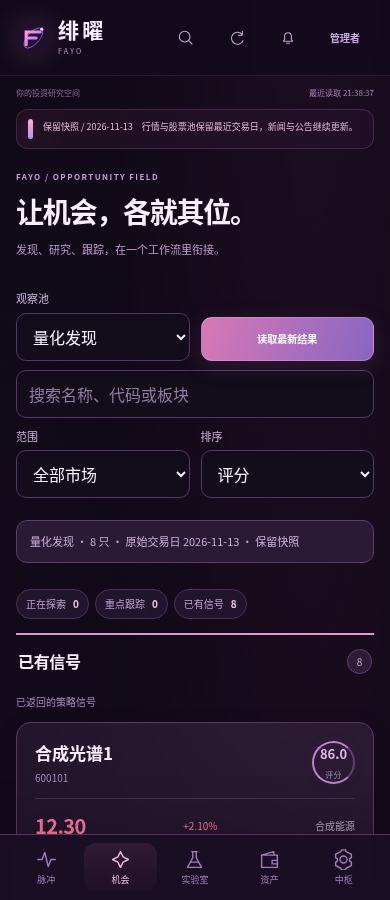 绯曜
FAYO
管理者
你的投资研究空间
最近读取 21:38:37
保留快照 / 2026-11-13 行情与股票池保留最近交易日，新闻与公告继续更新。
FAYO / OPPORTUNITY FIELD
让机会，各就其位。
发现、研究、跟踪，在一个工作流里衔接。
观察池
量化发现
读取最新结果
搜索名称、代码或板块
范围
排序
全部市场
评分
量化发现 · 8 只 · 原始交易日 2026-11-13 · 保留快照
正在探索 0
重点跟踪 0
已有信号 8
已有信号
8
已返回的策略信号
合成光谱1
600101
86.0
评分
12.30
+2.10%
合成能源
脉冲
机会
实验室
资产
中枢